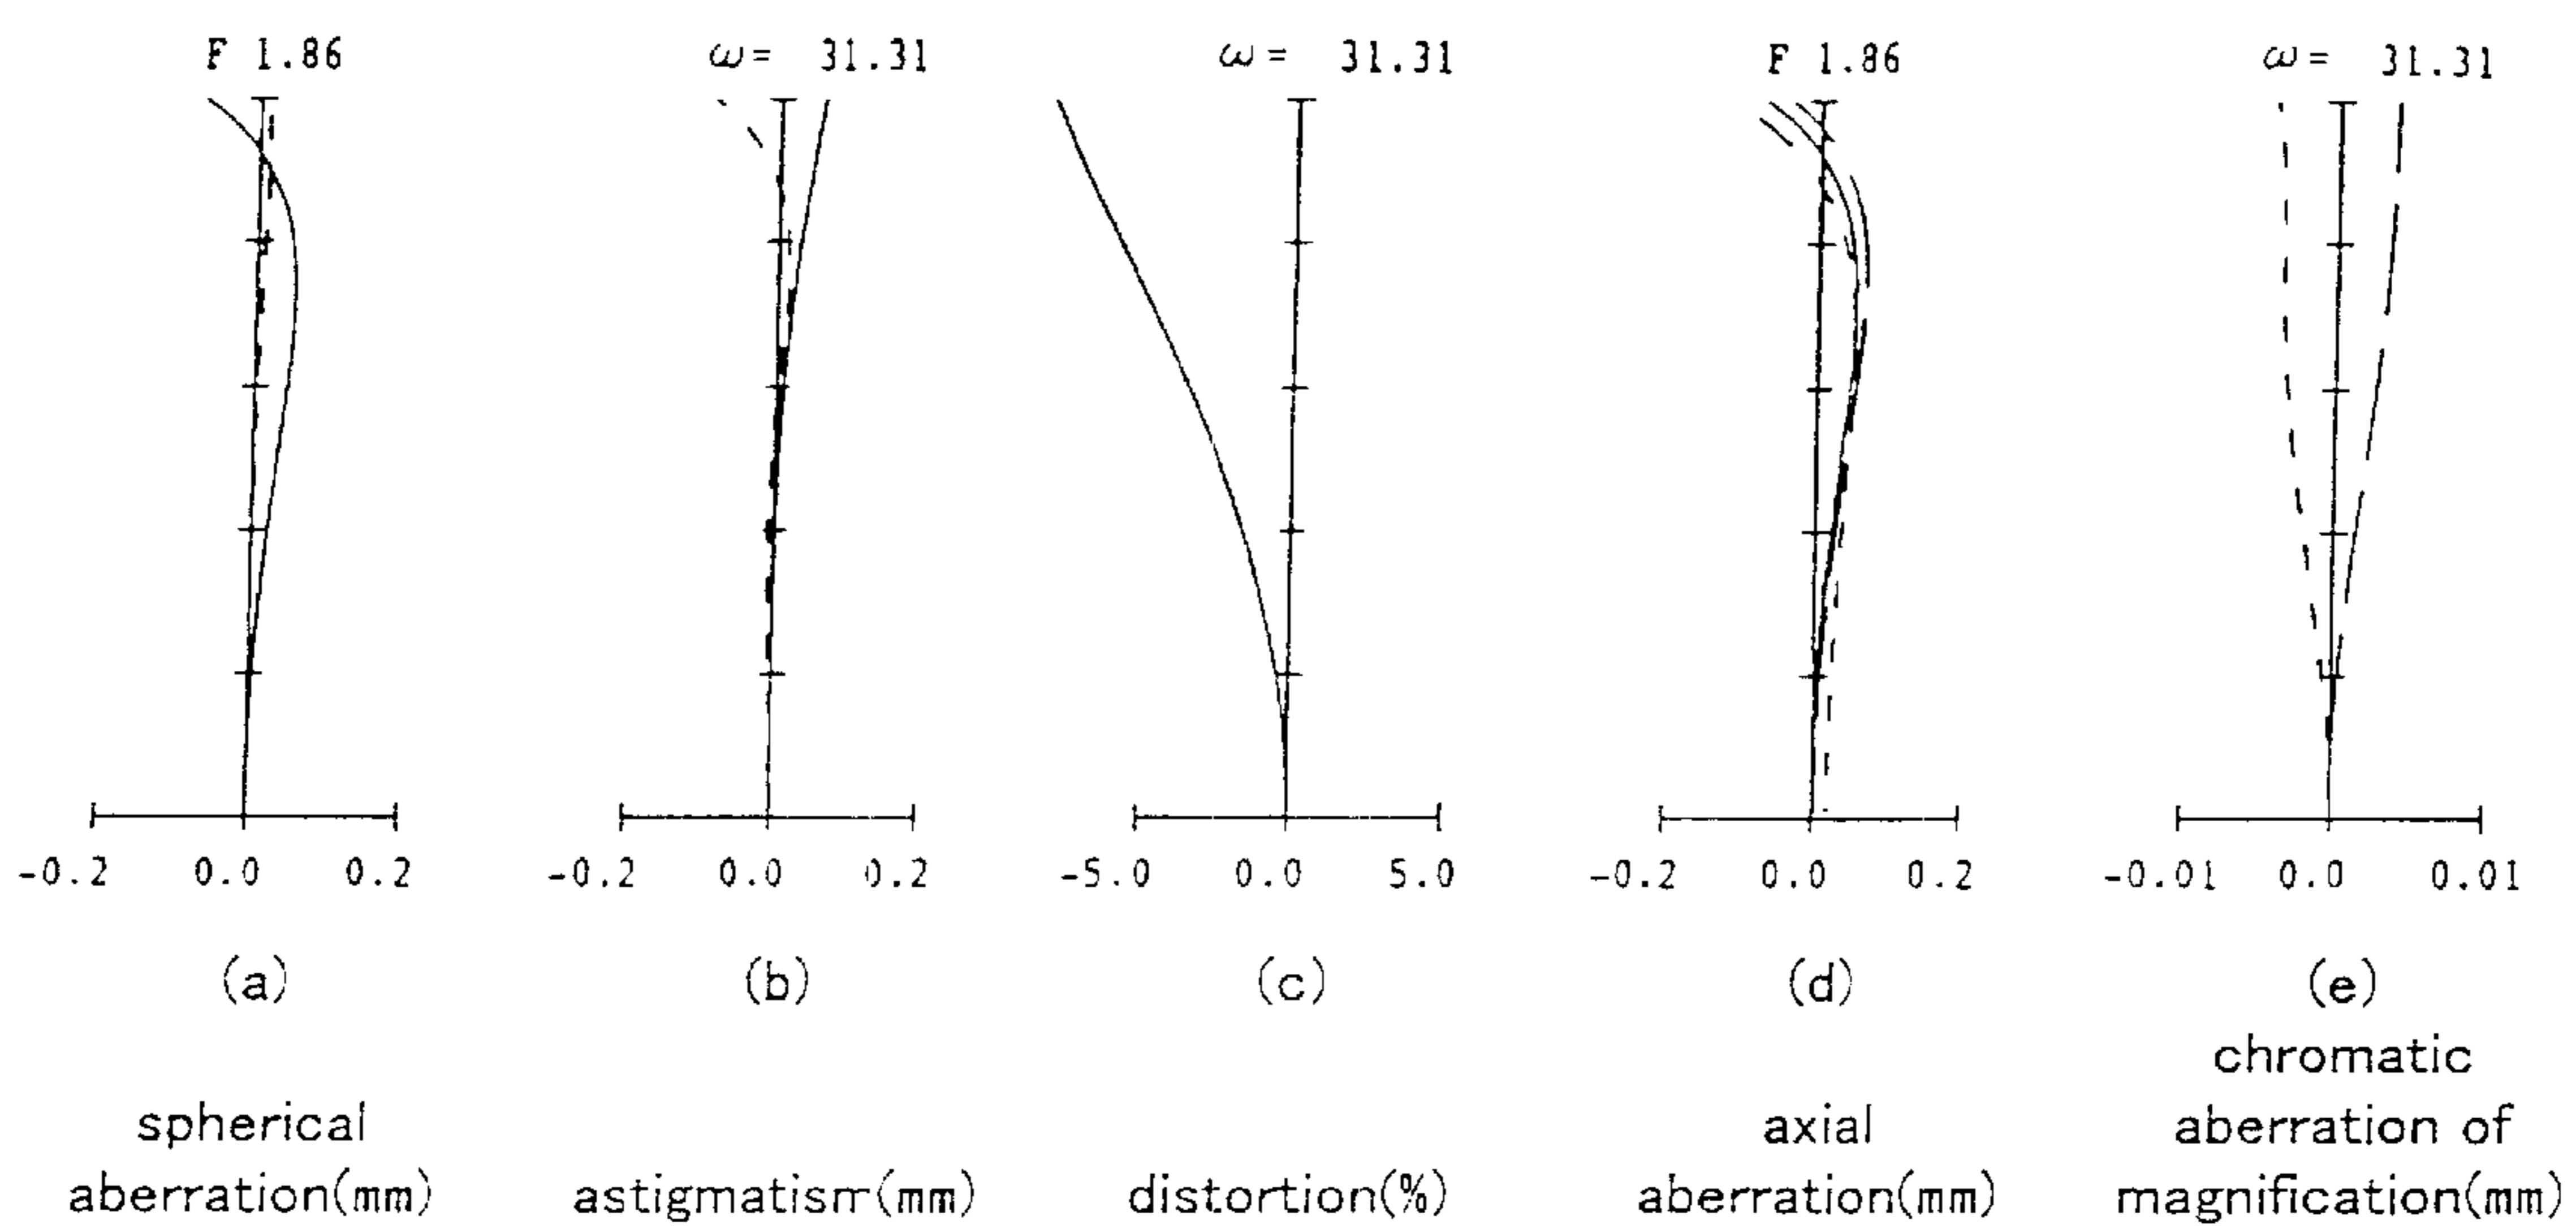 F 1.86
ω= 31.31
ω= 31.31
F 1.86
ω= 31.31
-0.2 0.0 0.2
-0.2 0.0 0.2
-5.0 0.0 5.0
-0.2 0.0 0.2
-0.01 0.0 0.01
(a)
(b)
(c)
(d)
(e)
spherical
aberration(mm)
astigmatism(mm)
distortion(%)
axial
aberration(mm)
chromatic
aberration of
magnification(mm)